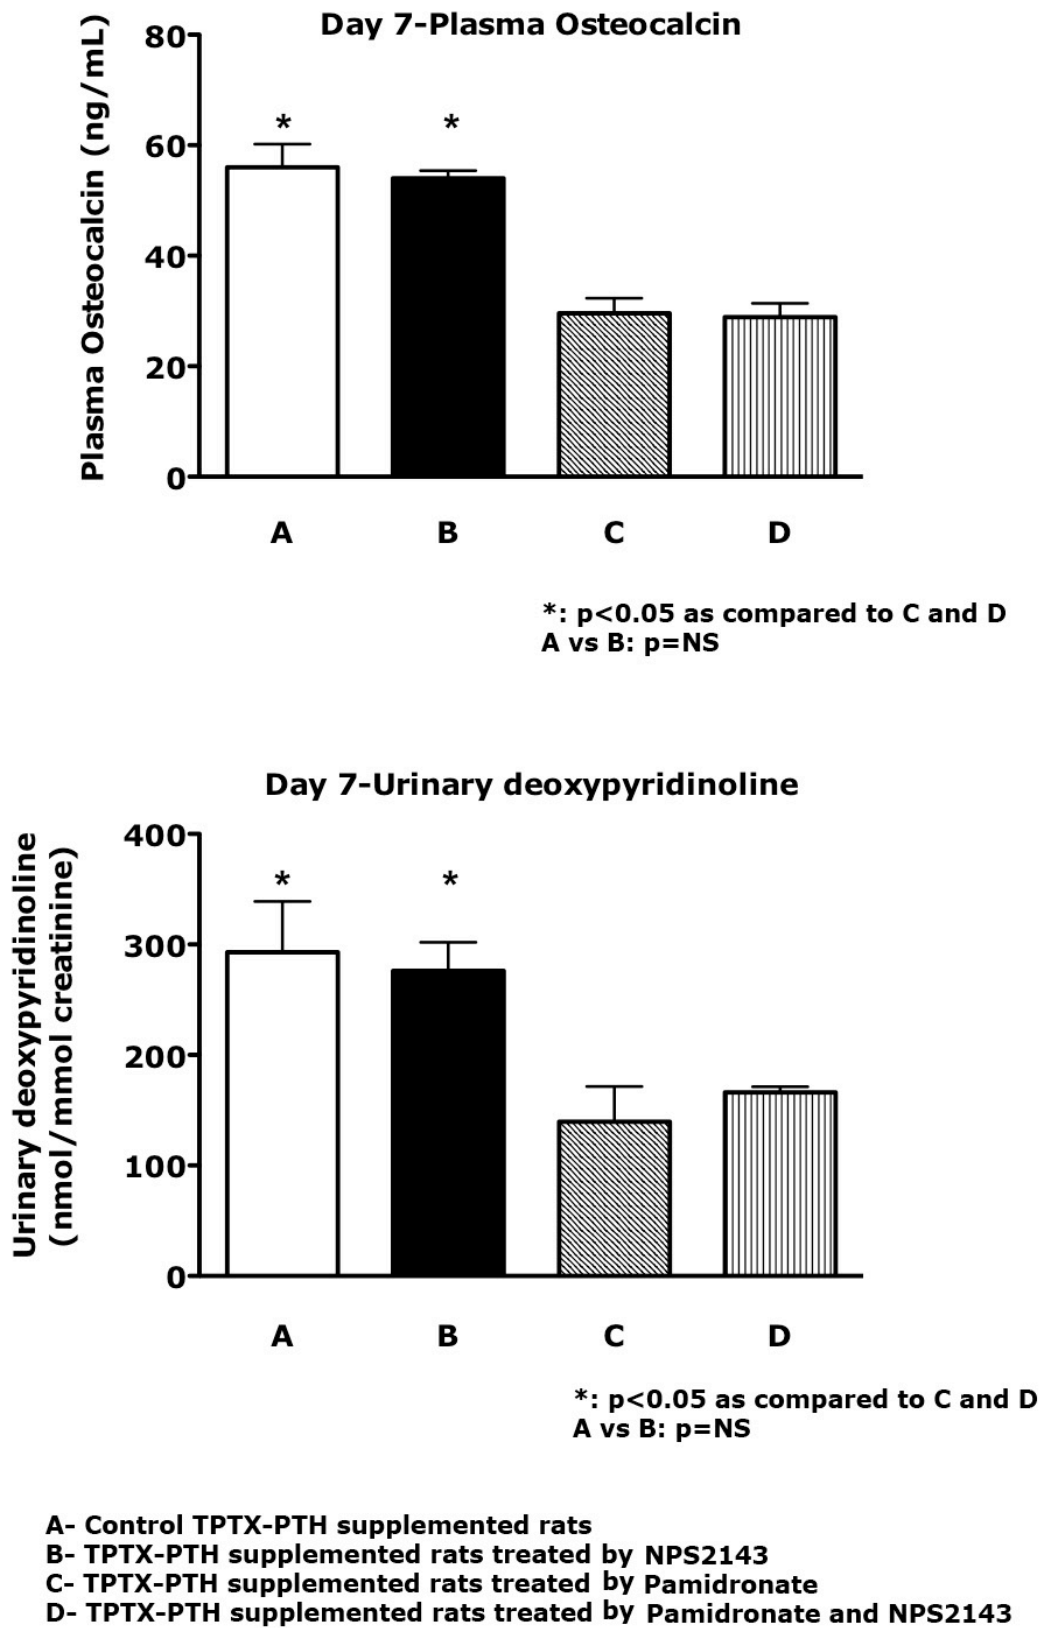 Day 7-Plasma Osteocalcin
Plasma Osteocalcin (ng/mL)
80
60
40
20
0
* *
A B C D
*: p<0.05 as compared to C and D
A vs B: p=NS
Day 7-Urinary deoxypyridinoline
Urinary deoxypyridinoline
(nmol/mmol creatinine)
400
300
200
100
0
* *
A B C D
*: p<0.05 as compared to C and D
A vs B: p=NS
A- Control TPTX-PTH supplemented rats
B- TPTX-PTH supplemented rats treated by NPS2143
C- TPTX-PTH supplemented rats treated by Pamidronate
D- TPTX-PTH supplemented rats treated by Pamidronate and NPS2143